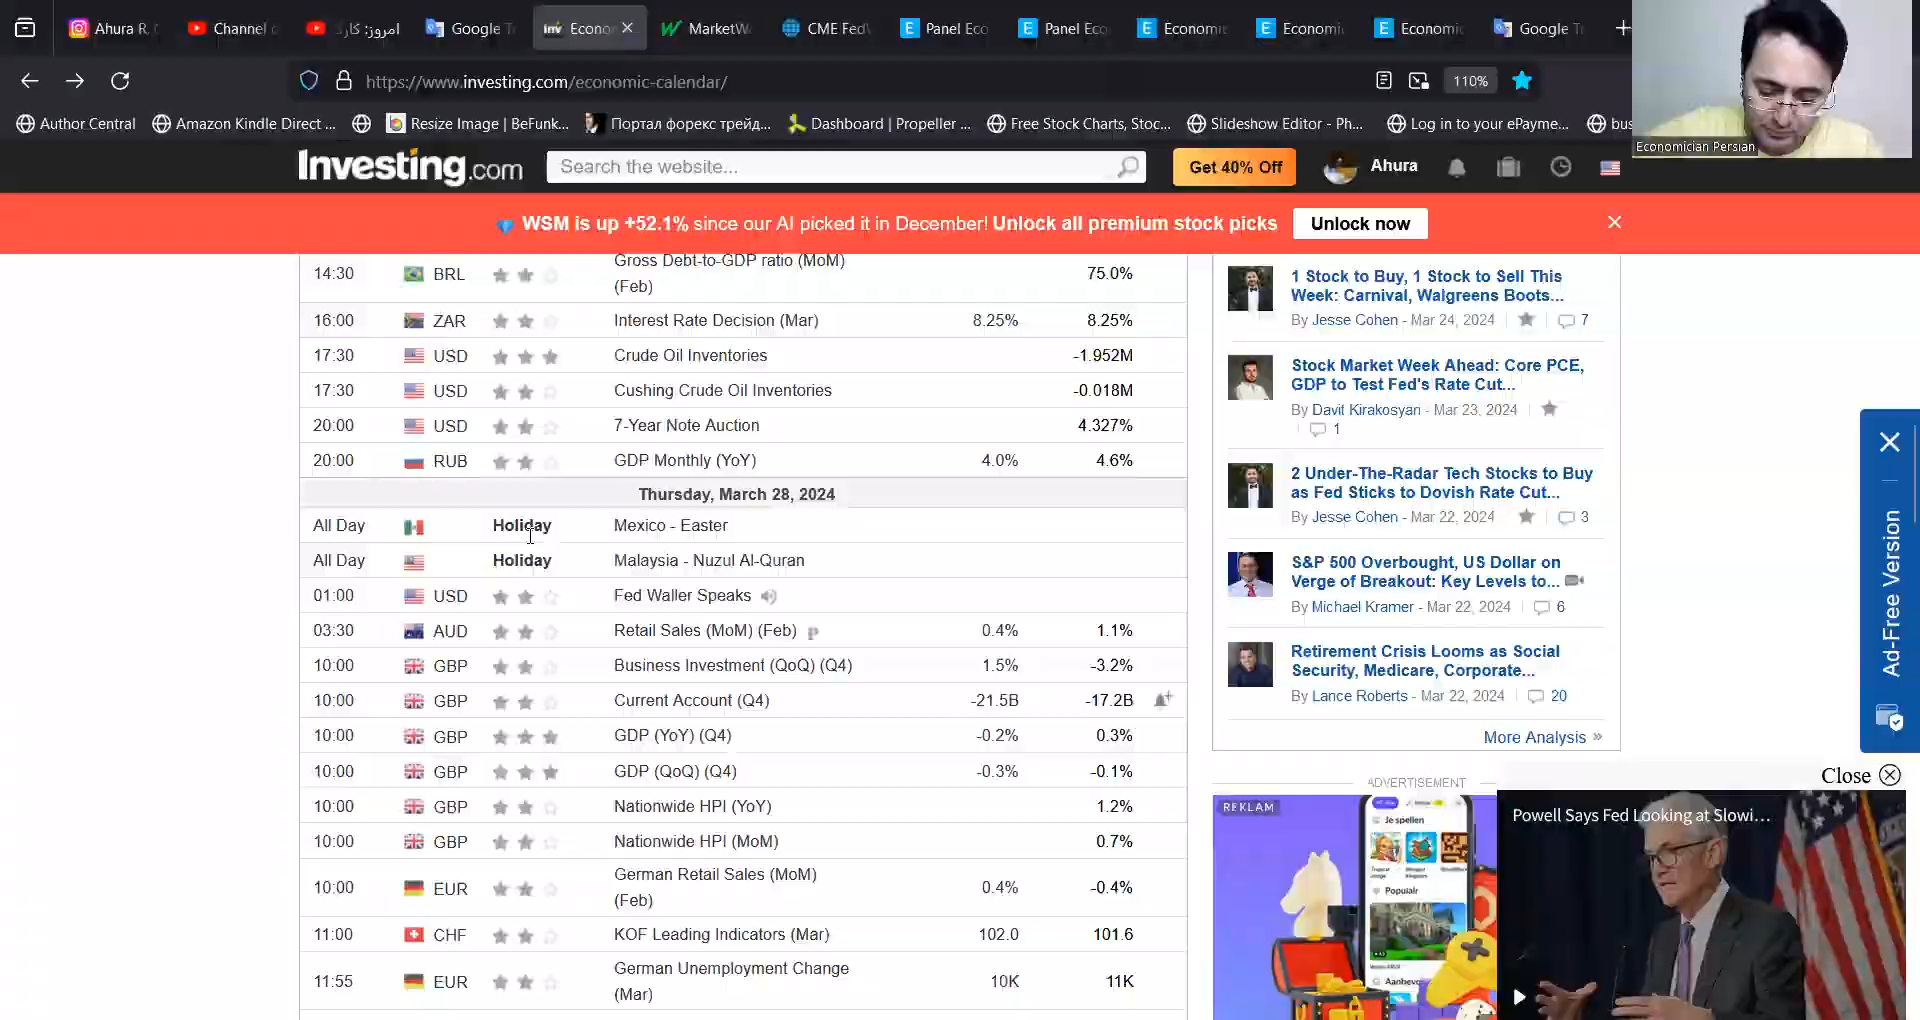 Ahura R.
Channel
امروز: کار
Google T
Econo
MarketW
CME Fed
Panel Eco
Panel Eco
Economi
Economi
Economi
Google T
https://www.investing.com/economic-calendar/
110%
Author Central
Amazon Kindle Direct ...
Resize Image | BeFunk...
Портал форекс трейд...
Dashboard | Propeller ...
Free Stock Charts, Stoc...
Slideshow Editor - Ph...
Log in to your ePayme...
bus
Economician Persian
Investing.com
Search the website...
Get 40% Off
Ahura
WSM is up +52.1% since our AI picked it in December! Unlock all premium stock picks
Unlock now
14:30 BRL Gross Debt-to-GDP ratio (MoM) 75.0%
(Feb)
16:00 ZAR Interest Rate Decision (Mar) 8.25% 8.25%
17:30 USD Crude Oil Inventories -1.952M
17:30 USD Cushing Crude Oil Inventories -0.018M
20:00 USD 7-Year Note Auction 4.327%
20:00 RUB GDP Monthly (YoY) 4.0% 4.6%
Thursday, March 28, 2024
All Day Holiday Mexico - Easter
All Day Holiday Malaysia - Nuzul Al-Quran
01:00 USD Fed Waller Speaks
03:30 AUD Retail Sales (MoM) (Feb) 0.4% 1.1%
10:00 GBP Business Investment (QoQ) (Q4) 1.5% -3.2%
10:00 GBP Current Account (Q4) -21.5B -17.2B
10:00 GBP GDP (YoY) (Q4) -0.2% 0.3%
10:00 GBP GDP (QoQ) (Q4) -0.3% -0.1%
10:00 GBP Nationwide HPI (YoY) 1.2%
10:00 GBP Nationwide HPI (MoM) 0.7%
10:00 EUR German Retail Sales (MoM) 0.4% -0.4%
(Feb)
11:00 CHF KOF Leading Indicators (Mar) 102.0 101.6
11:55 EUR German Unemployment Change 10K 11K
(Mar)
1 Stock to Buy, 1 Stock to Sell This
Week: Carnival, Walgreens Boots...
By Jesse Cohen - Mar 24, 2024 7
Stock Market Week Ahead: Core PCE,
GDP to Test Fed's Rate Cut...
By Davit Kirakosyan - Mar 23, 2024
1
2 Under-The-Radar Tech Stocks to Buy
as Fed Sticks to Dovish Rate Cut...
By Jesse Cohen - Mar 22, 2024 3
S&P 500 Overbought, US Dollar on
Verge of Breakout: Key Levels to...
By Michael Kramer - Mar 22, 2024 6
Retirement Crisis Looms as Social
Security, Medicare, Corporate...
By Lance Roberts - Mar 22, 2024 20
More Analysis »
Ad-Free Version
ADVERTISEMENT
Close
REKLAM
Je spellen
Populair
Powell Says Fed Looking at Slowi...